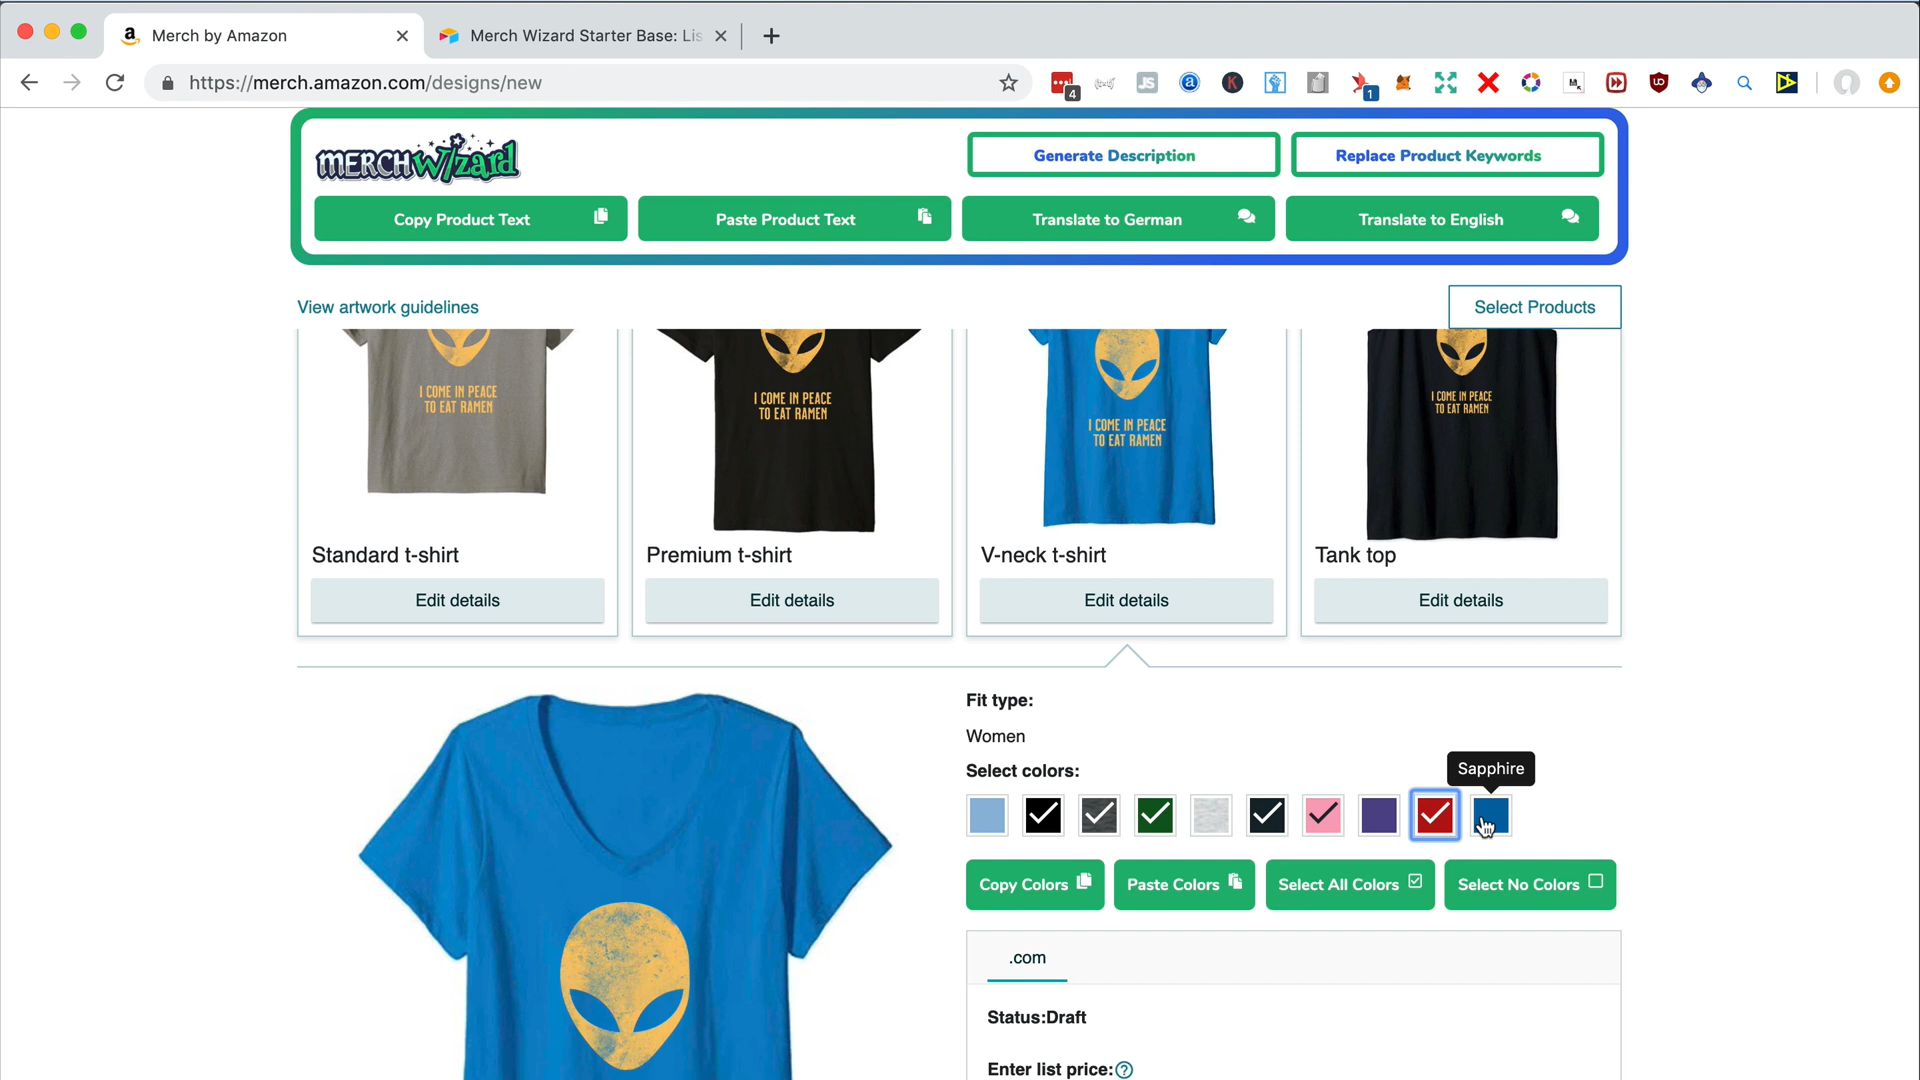 Merch by Amazon
Merch Wizard Starter Base: Lis
https://merch.amazon.com/designs/new
4
JS
a
K
1
MERCHWizard
Generate Description
Replace Product Keywords
Copy Product Text
Paste Product Text
Translate to German
Translate to English
View artwork guidelines
Select Products
I COME IN PEACE
TO EAT RAMEN
I COME IN PEACE
TO EAT RAMEN
I COME IN PEACE
TO EAT RAMEN
I COME IN PEACE
TO EAT RAMEN
Standard t-shirt
Premium t-shirt
V-neck t-shirt
Tank top
Edit details
Edit details
Edit details
Edit details
Fit type:
Women
Select colors:
Sapphire
Copy Colors
Paste Colors
Select All Colors
Select No Colors
.com
Status:Draft
Enter list price:?